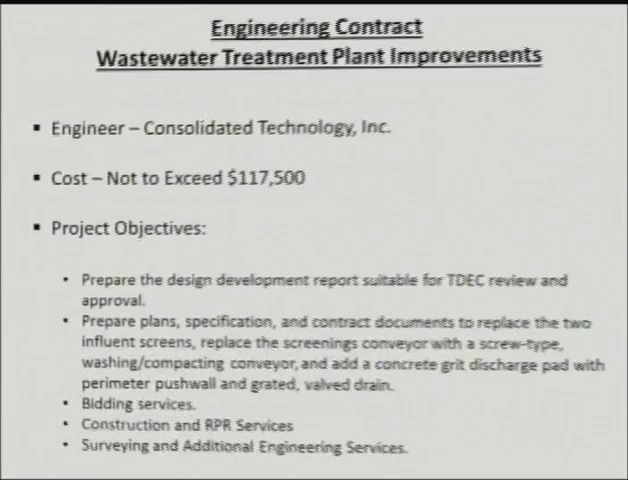 Engineering Contract
Wastewater Treatment Plant Improvements
▪ Engineer – Consolidated Technology, Inc.
▪ Cost – Not to Exceed $117,500
▪ Project Objectives:
• Prepare the design development report suitable for TDEC review and
approval.
• Prepare plans, specification, and contract documents to replace the two
influent screens, replace the screenings conveyor with a screw-type,
washing/compacting conveyor, and add a concrete grit discharge pad with
perimeter pushwall and grated, valved drain.
• Bidding services.
• Construction and RPR Services
• Surveying and Additional Engineering Services.